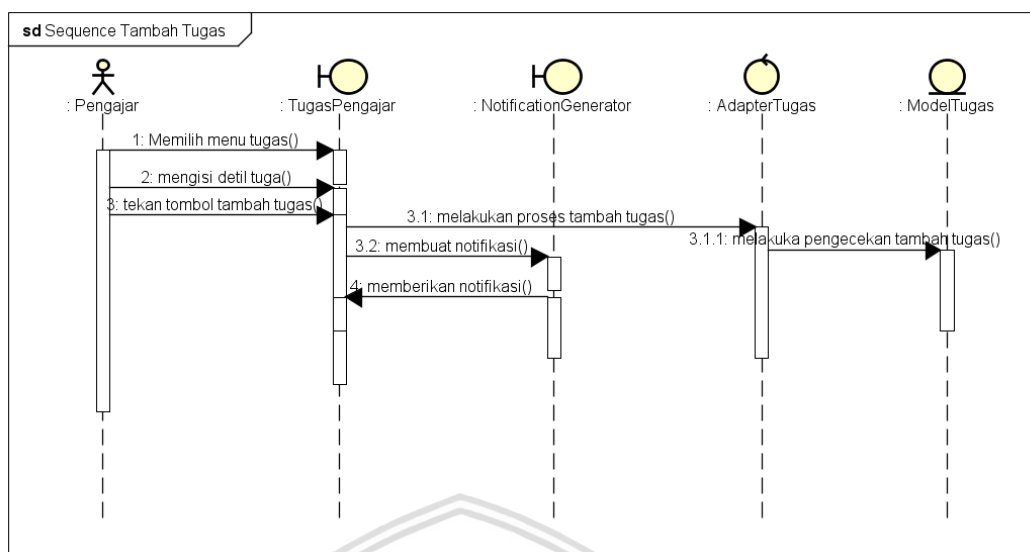 sd Sequence Tambah Tugas
: Pengajar
: TugasPengajar
: NotificationGenerator
: AdapterTugas
: ModelTugas
1: Memilih menu tugas()
2: mengisi detil tuga()
3: tekan tombol tambah tugas()
3.1: melakukan proses tambah tugas()
3.1.1: melakuka pengecekan tambah tugas()
3.2: membuat notifikasi()
4: memberikan notifikasi()